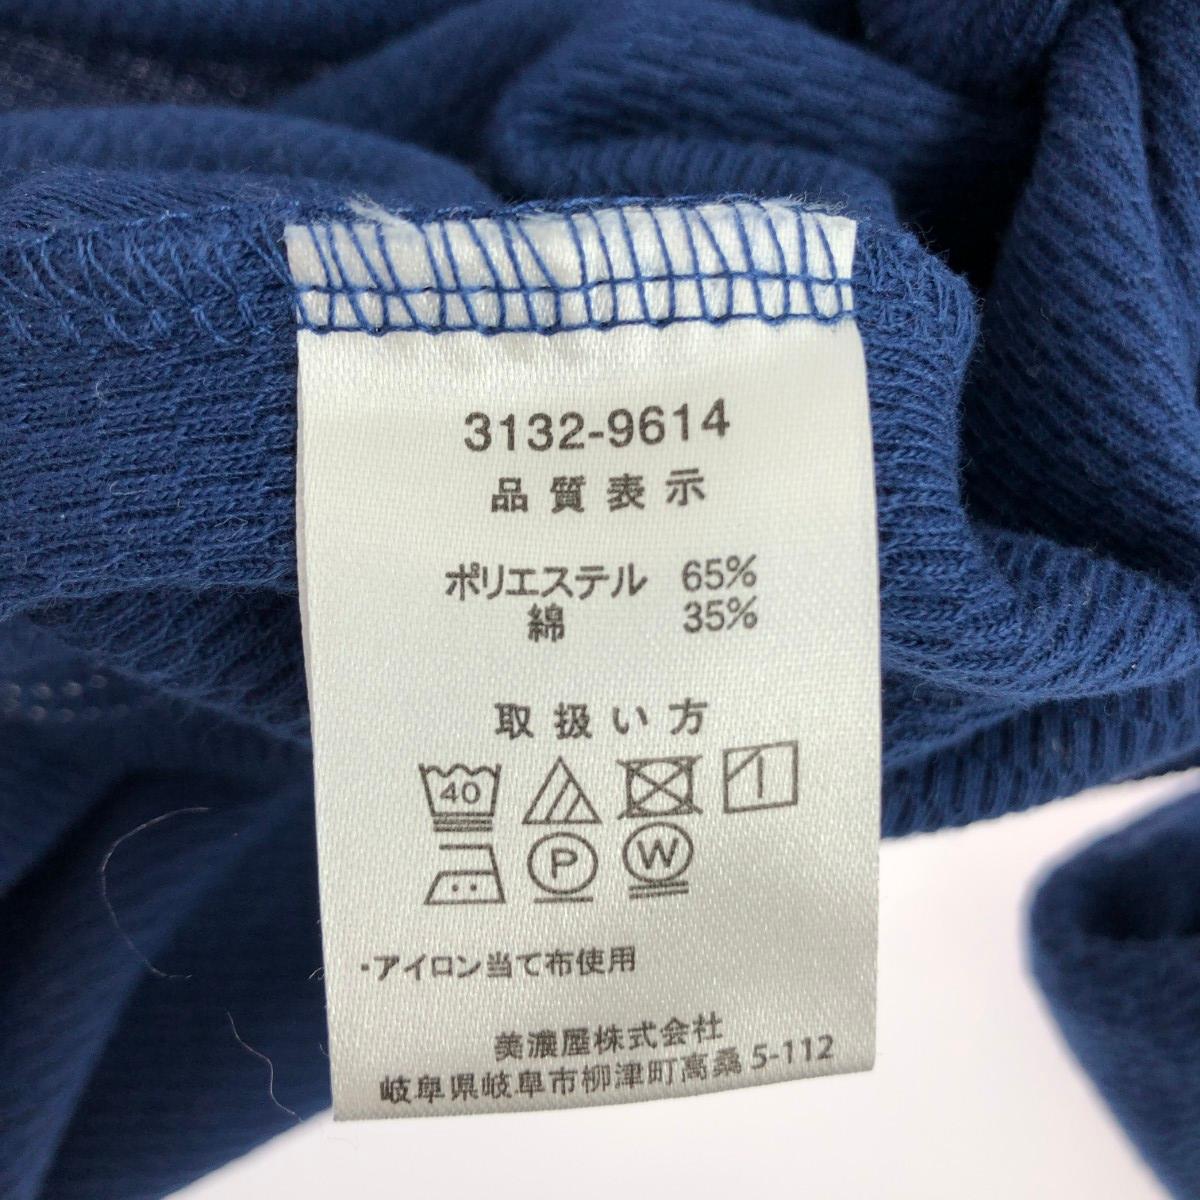 3132-9614
品質表示
ポリエステル 65%
綿 35%
取扱い方
40
P W
・アイロン当て布使用
美濃屋株式会社
岐阜県岐阜市柳津町高桑5-112